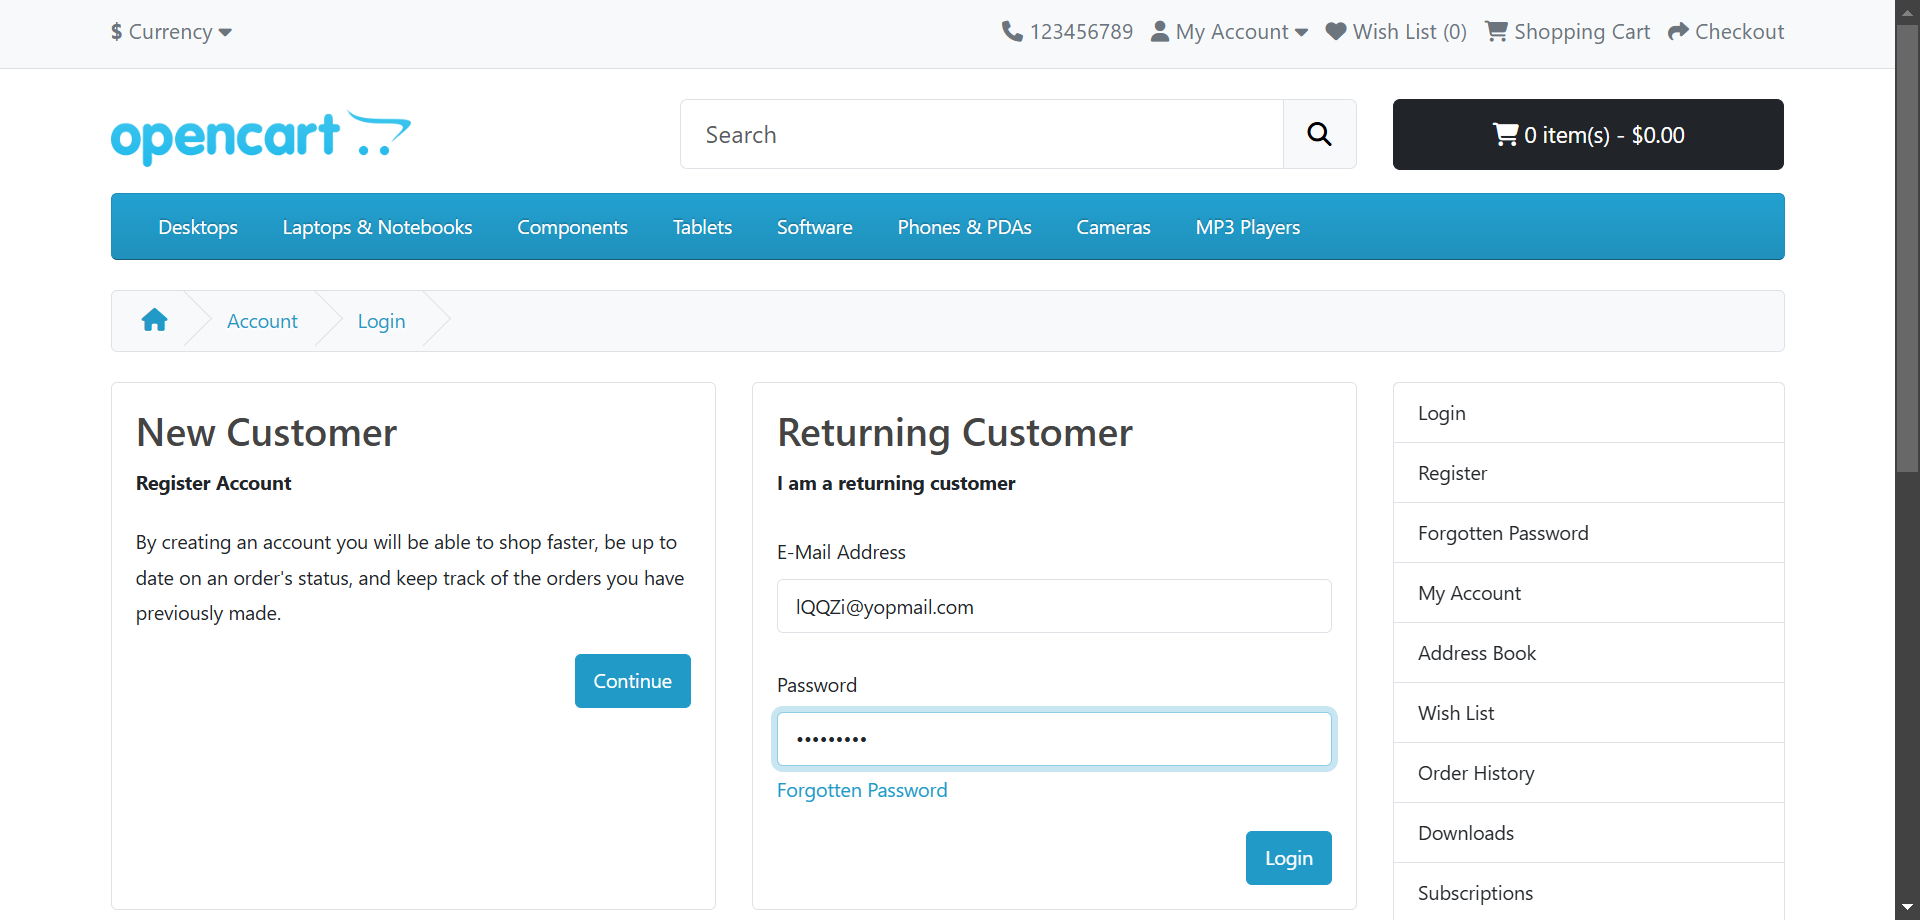 $ Currency
123456789 My Account Wish List (0) Shopping Cart Checkout
opencart
Search
0 item(s) - $0.00
Desktops Laptops & Notebooks Components Tablets Software Phones & PDAs Cameras MP3 Players
Account Login
New Customer
Register Account
By creating an account you will be able to shop faster, be up to
date on an order's status, and keep track of the orders you have
previously made.
Continue
Returning Customer
I am a returning customer
E-Mail Address
lQQZi@yopmail.com
Password
•••••••••
Forgotten Password
Login
Login
Register
Forgotten Password
My Account
Address Book
Wish List
Order History
Downloads
Subscriptions